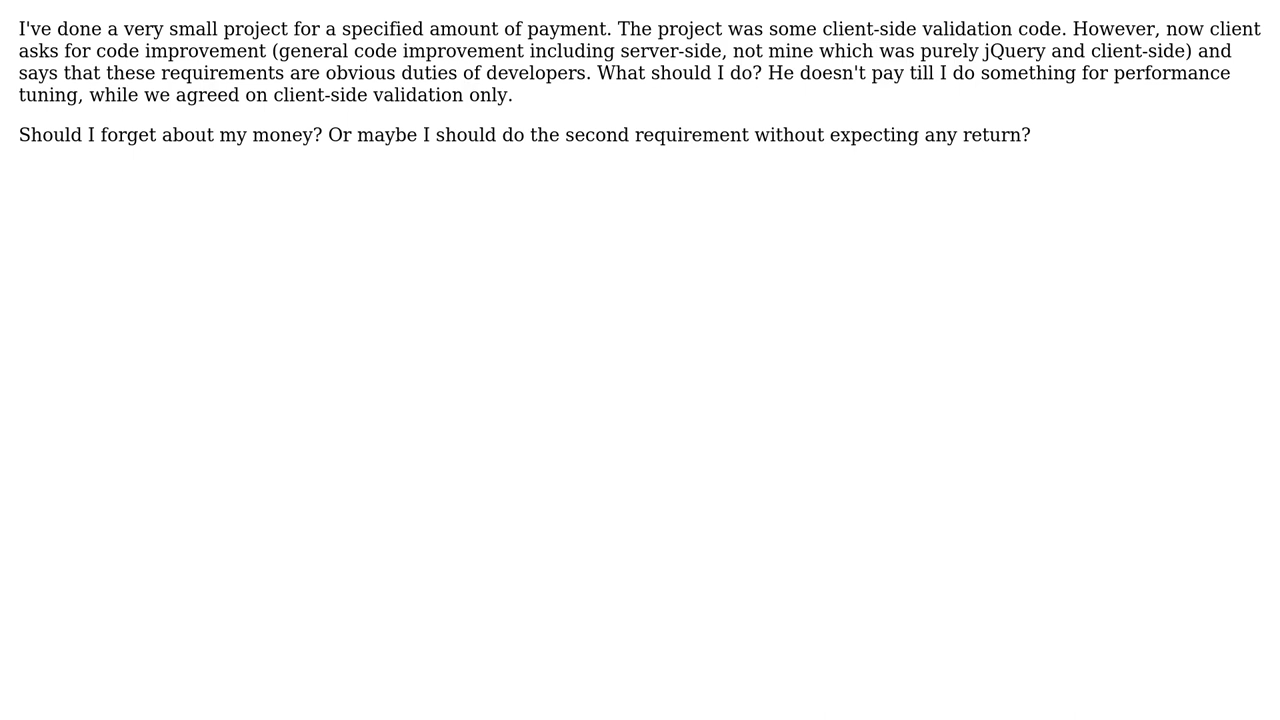 I've done a very small project for a specified amount of payment. The project was some client-side validation code. However, now client
asks for code improvement (general code improvement including server-side, not mine which was purely jQuery and client-side) and
says that these requirements are obvious duties of developers. What should I do? He doesn't pay till I do something for performance
tuning, while we agreed on client-side validation only.
Should I forget about my money? Or maybe I should do the second requirement without expecting any return?